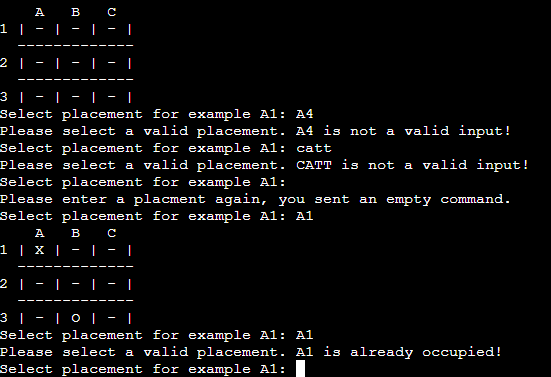 A   B   C
1 | - | - | - |
  -------------
2 | - | - | - |
  -------------
3 | - | - | - |
Select placement for example A1: A4
Please select a valid placement. A4 is not a valid input!
Select placement for example A1: catt
Please select a valid placement. CATT is not a valid input!
Select placement for example A1:
Please enter a placment again, you sent an empty command.
Select placement for example A1: A1
    A   B   C
1 | X | - | - |
  -------------
2 | - | - | - |
  -------------
3 | - | O | - |
Select placement for example A1: A1
Please select a valid placement. A1 is already occupied!
Select placement for example A1: